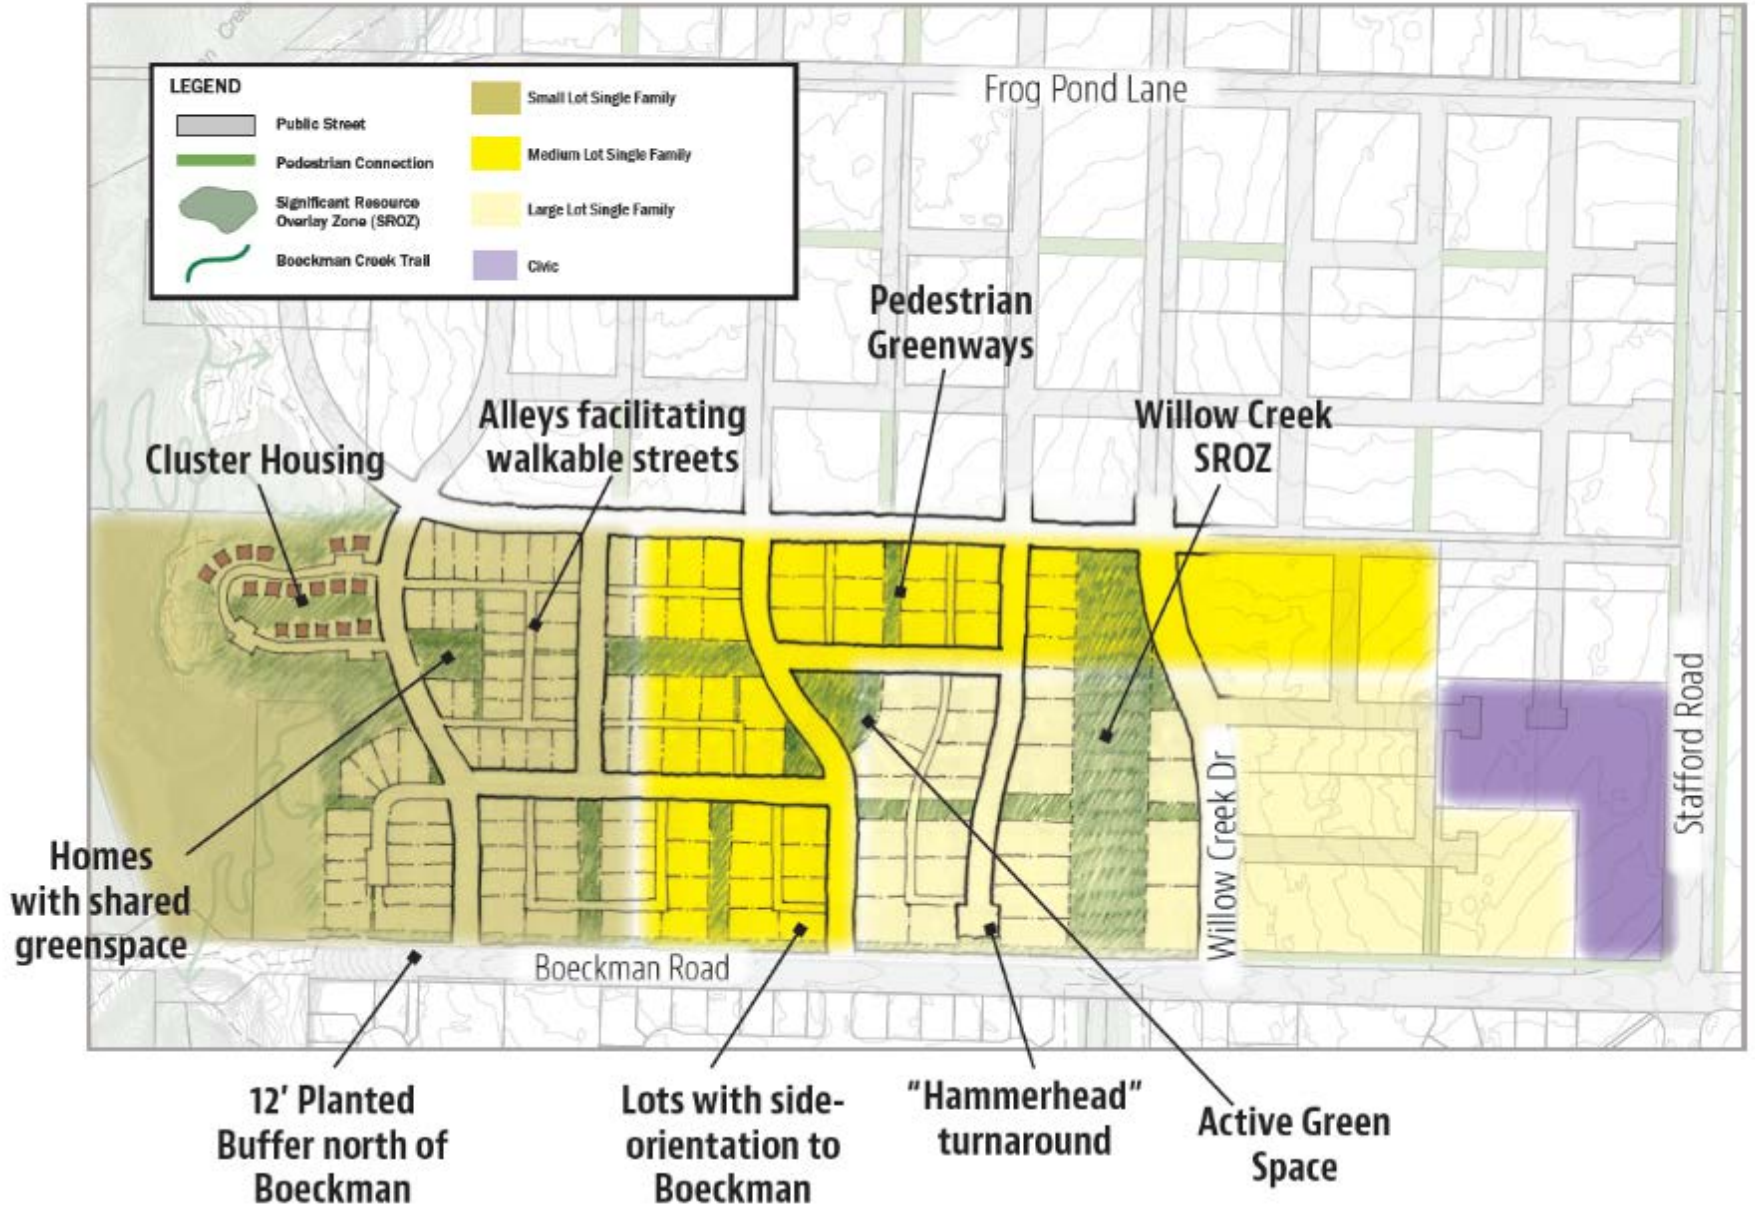 Frog Pond Lane
LEGEND
Public Street
Pedestrian Connection
Significant Resource
Overlay Zone (SROZ)
Boeckman Creek Trail
Small Lot Single Family
Medium Lot Single Family
Large Lot Single Family
Civic
Pedestrian
Greenways
Alleys facilitating
walkable streets
Willow Creek
SROZ
Cluster Housing
Stafford Road
Willow Creek Dr
Homes
with shared
greenspace
Boeckman Road
12' Planted
Buffer north of
Boeckman
Lots with side-
orientation to
Boeckman
“Hammerhead”
turnaround
Active Green
Space